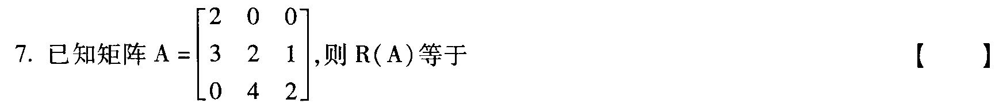 7. 已知矩阵 A = [2 0 0; 3 2 1; 0 4 2], 则 R(A) 等于 【 】